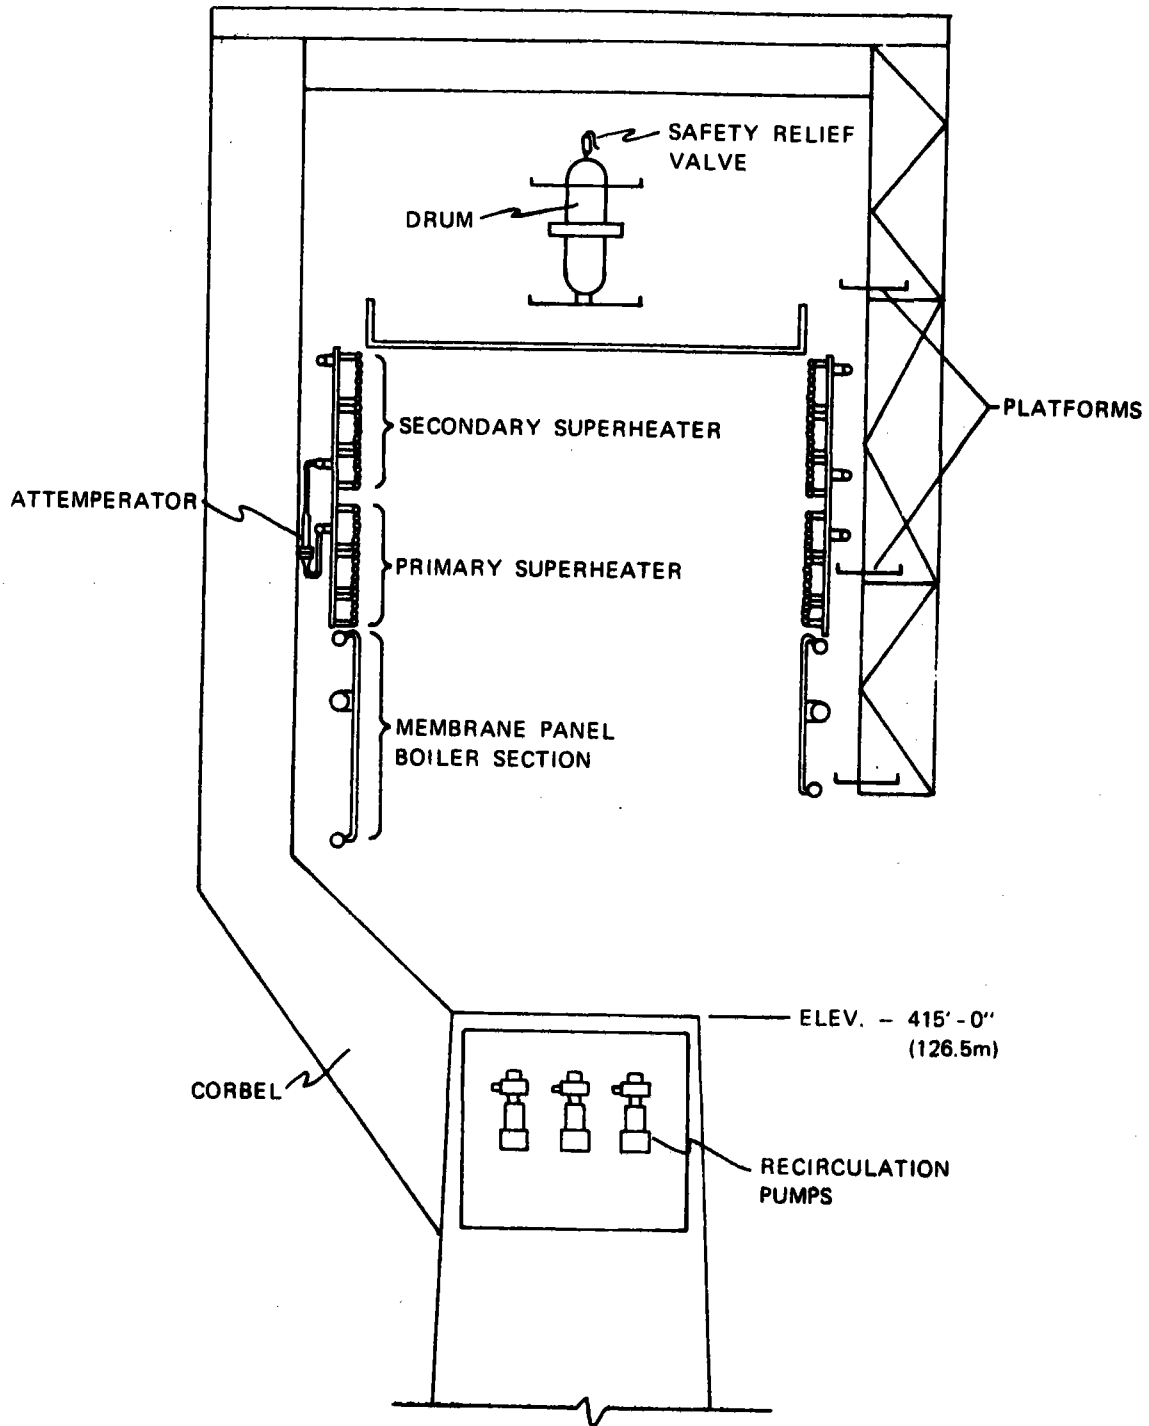 SAFETY RELIEF
VALVE
DRUM
PLATFORMS
SECONDARY SUPERHEATER
ATTEMPERATOR
PRIMARY SUPERHEATER
MEMBRANE PANEL
BOILER SECTION
ELEV. - 415'-0"
(126.5m)
CORBEL
RECIRCULATION
PUMPS